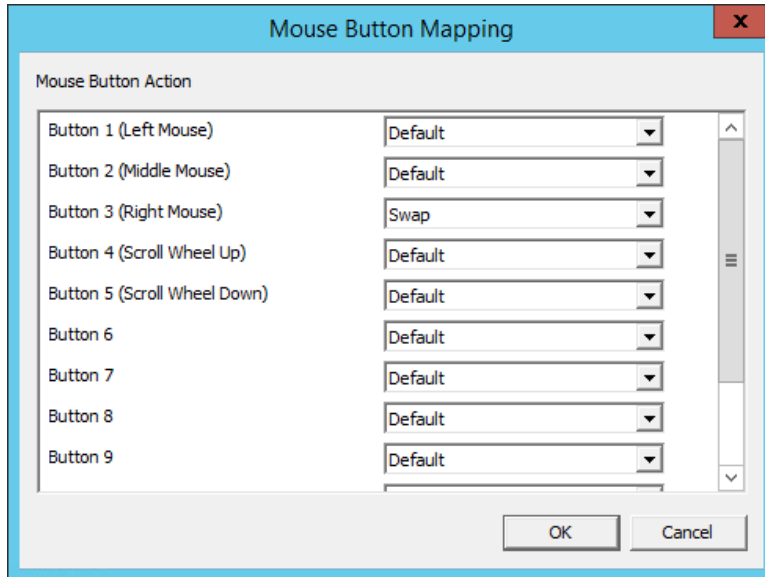 Mouse Button Mapping
x
Mouse Button Action
Button 1 (Left Mouse) Default
Button 2 (Middle Mouse) Default
Button 3 (Right Mouse) Swap
Button 4 (Scroll Wheel Up) Default
Button 5 (Scroll Wheel Down) Default
Button 6 Default
Button 7 Default
Button 8 Default
Button 9 Default
OK Cancel